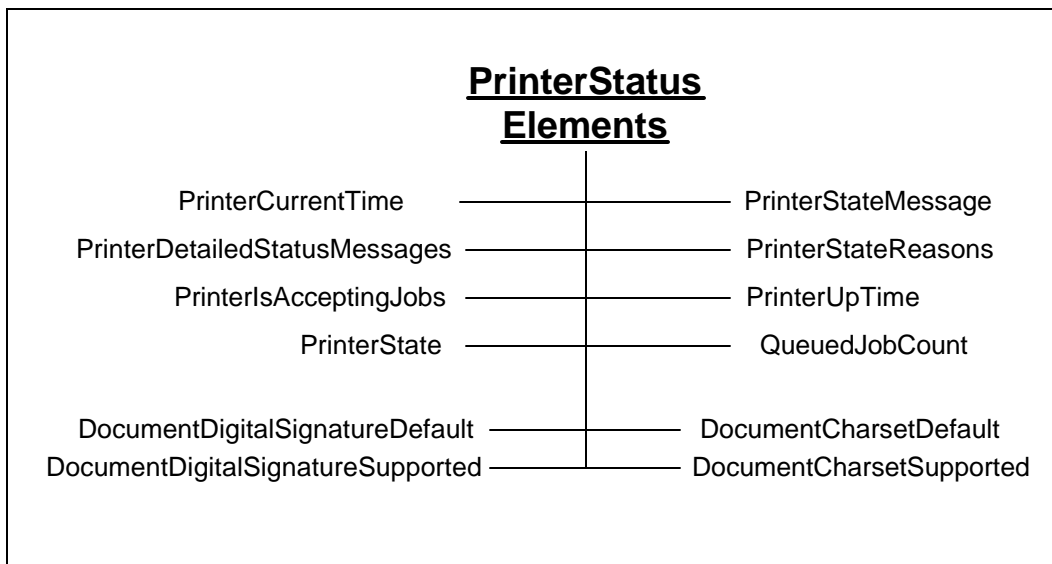 PrinterStatus
Elements
PrinterCurrentTime PrinterStateMessage
PrinterDetailedStatusMessages PrinterStateReasons
PrinterIsAcceptingJobs PrinterUpTime
PrinterState QueuedJobCount
DocumentDigitalSignatureDefault DocumentCharsetDefault
DocumentDigitalSignatureSupported DocumentCharsetSupported